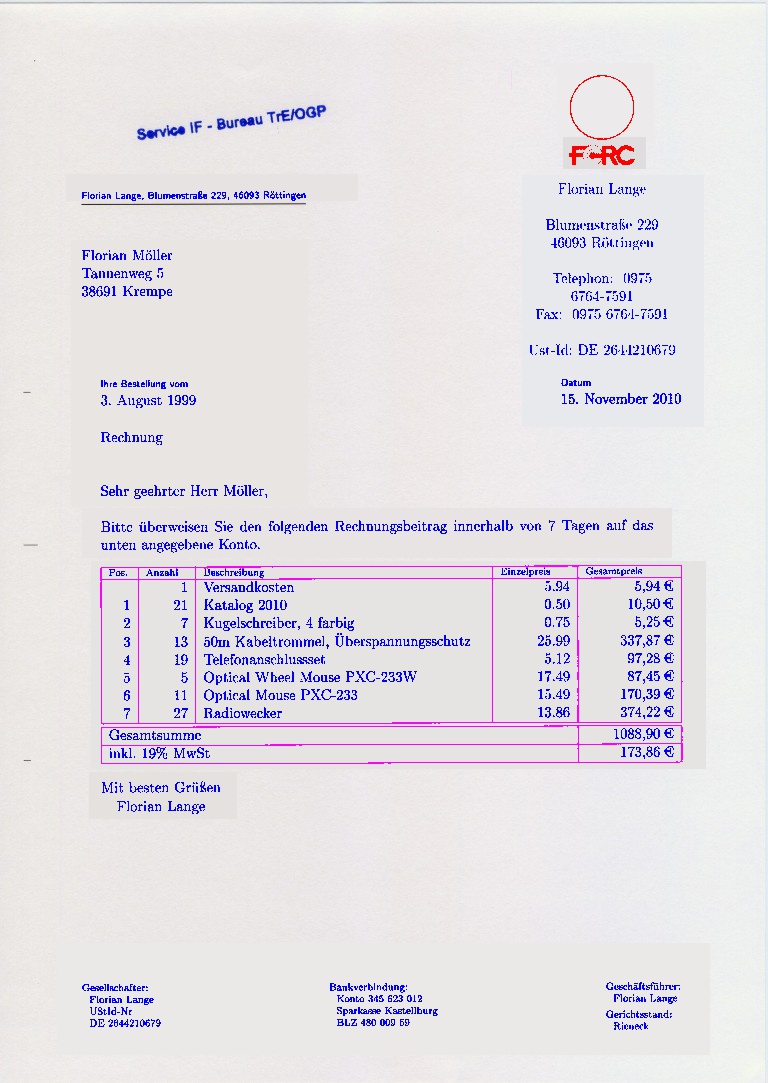 Service IF - Bureau TrE/OGP
FORC
Florian Lange, Blumenstraße 229, 46093 Röttingen
Florian Lange
Blumenstraße 229
46093 Röttingen
Telephon: 0975
6764-7591
Fax: 0975 6764-7591
Ust-Id: DE 2644210679
Florian Möller
Tannenweg 5
38691 Krempe
Ihre Bestellung vom
3. August 1999
Datum
15. November 2010
Rechnung
Sehr geehrter Herr Möller,
Bitte überweisen Sie den folgenden Rechnungsbeitrag innerhalb von 7 Tagen auf das
unten angegebene Konto.
Pos. Anzahl Beschreibung Einzelpreis Gesamtpreis
1 Versandkosten 5.94 5,94 €
1 21 Katalog 2010 0.50 10,50 €
2 7 Kugelschreiber, 4 farbig 0.75 5,25 €
3 13 50m Kabeltrommel, Überspannungsschutz 25.99 337,87 €
4 19 Telefonanschlussset 5.12 97,28 €
5 5 Optical Wheel Mouse PXC-233W 17.49 87,45 €
6 11 Optical Mouse PXC-233 15.49 170,39 €
7 27 Radiowecker 13.86 374,22 €
Gesamtsumme 1088,90 €
inkl. 19% MwSt 173,86 €
Mit besten Grüßen
Florian Lange
Gesellschafter:
Florian Lange
UStId-Nr
DE 2644210679
Bankverbindung:
Konto 345 623 012
Sparkasse Kastellburg
BLZ 480 009 69
Geschäftsführer:
Florian Lange
Gerichtsstand:
Rieneck